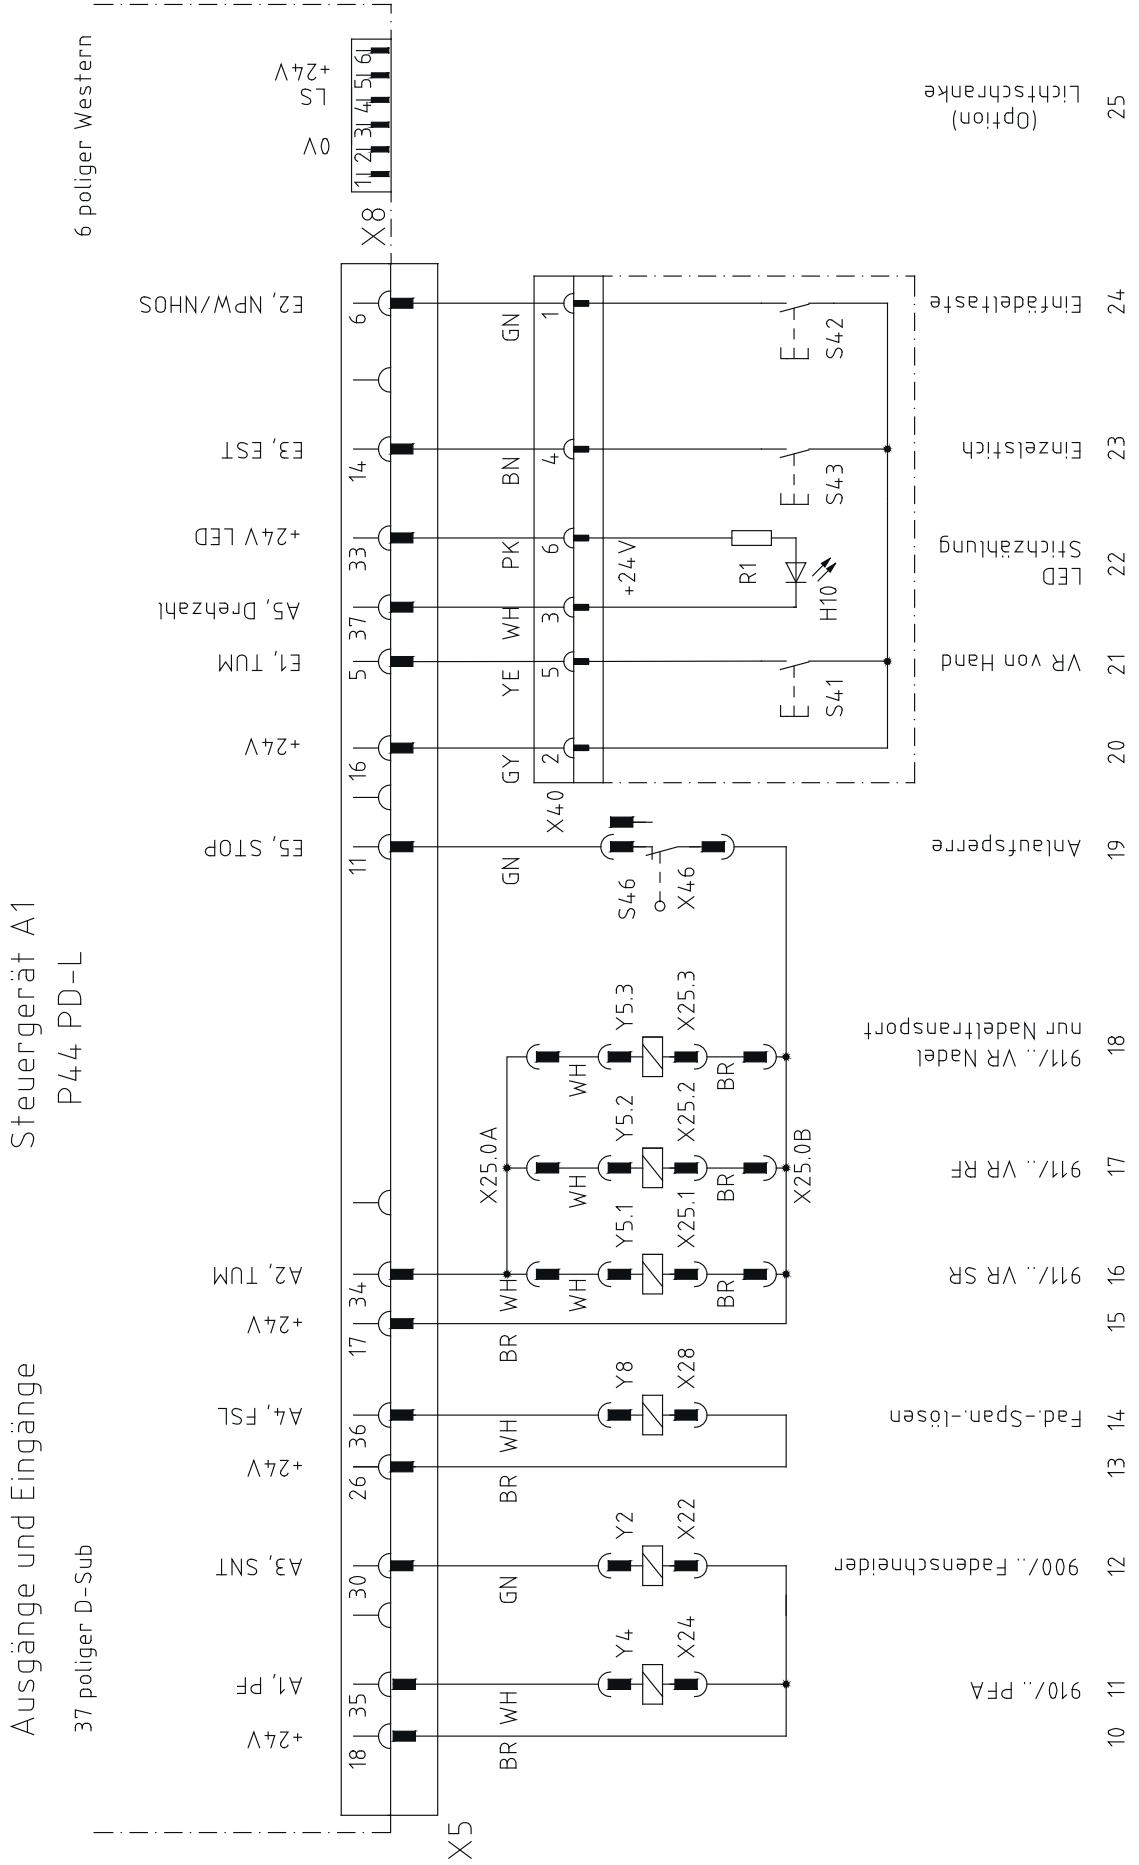 Ausgänge und Eingänge
Steuergerät A1
P44 PD-L
37 poliger D-Sub
6 poliger Western
+24V
A1, PF
A3, SNT
+24V
A4, FSL
+24V
A2, TUM
E5, STOP
+24V
E1, TUM
A5, Drehzahl
+24V LED
E3, EST
E2, NPW/NHOS
0V
LS
+24V
X5
18
35
30
26
36
17
34
11
16
5
37
33
14
6
X8
1 2 3 4 5 6
BR
WH
GN
BR
WH
BR
WH
GN
GY
YE
WH
PK
BN
GN
X25.0A
X40
2
5
3
6
4
1
+24V
WH
WH
WH
Y4
Y2
Y8
Y5.1
Y5.2
Y5.3
S46
X24
X22
X28
X25.1
X25.2
X25.3
X46
BR
BR
BR
X25.0B
R1
S41
H10
S43
S42
910/.. PFA
900/.. Fadenschneider
Fad.-Span.-lösen
911/.. VR SR
911/.. VR RF
911/.. VR Nadel
nur Nadeltransport
Anlaufsperre
VR von Hand
LED
Stichzählung
Einzelstich
Einfädeltaste
Lichtschranke
(Option)
10
11
12
13
14
15
16
17
18
19
20
21
22
23
24
25